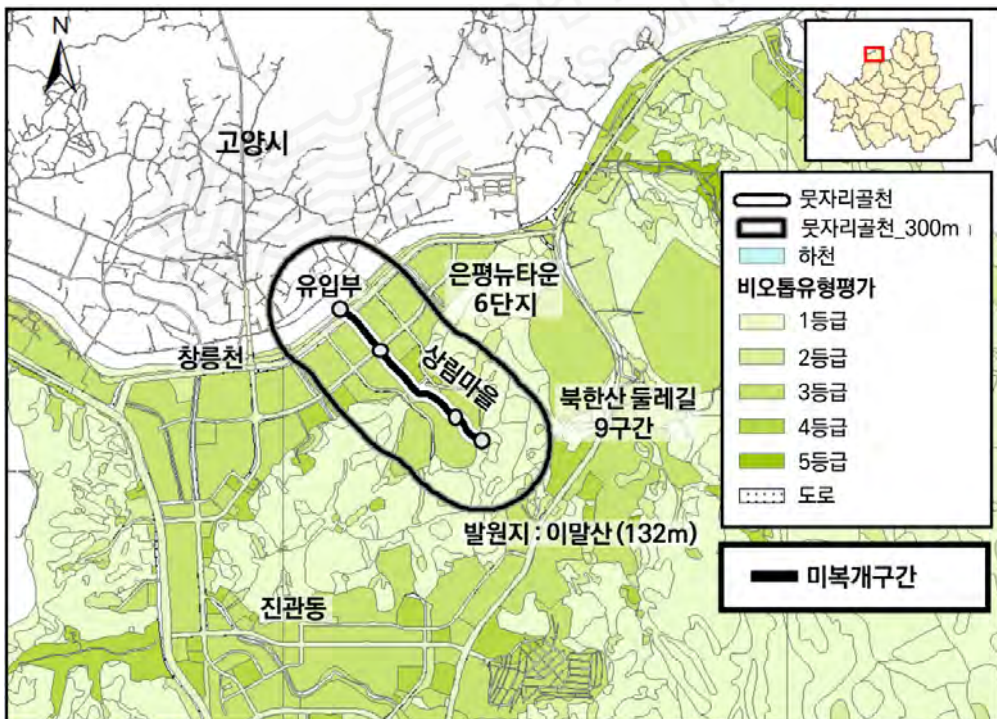 N
고양시
뭇자리골천
뭇자리골천_300m
하천
비오톱유형평가
1등급
2등급
3등급
4등급
5등급
도로
미복개구간
유입부
은평뉴타운
6단지
창릉천
상림마을
북한산 둘레길
9구간
발원지 : 이말산 (132m)
진관동